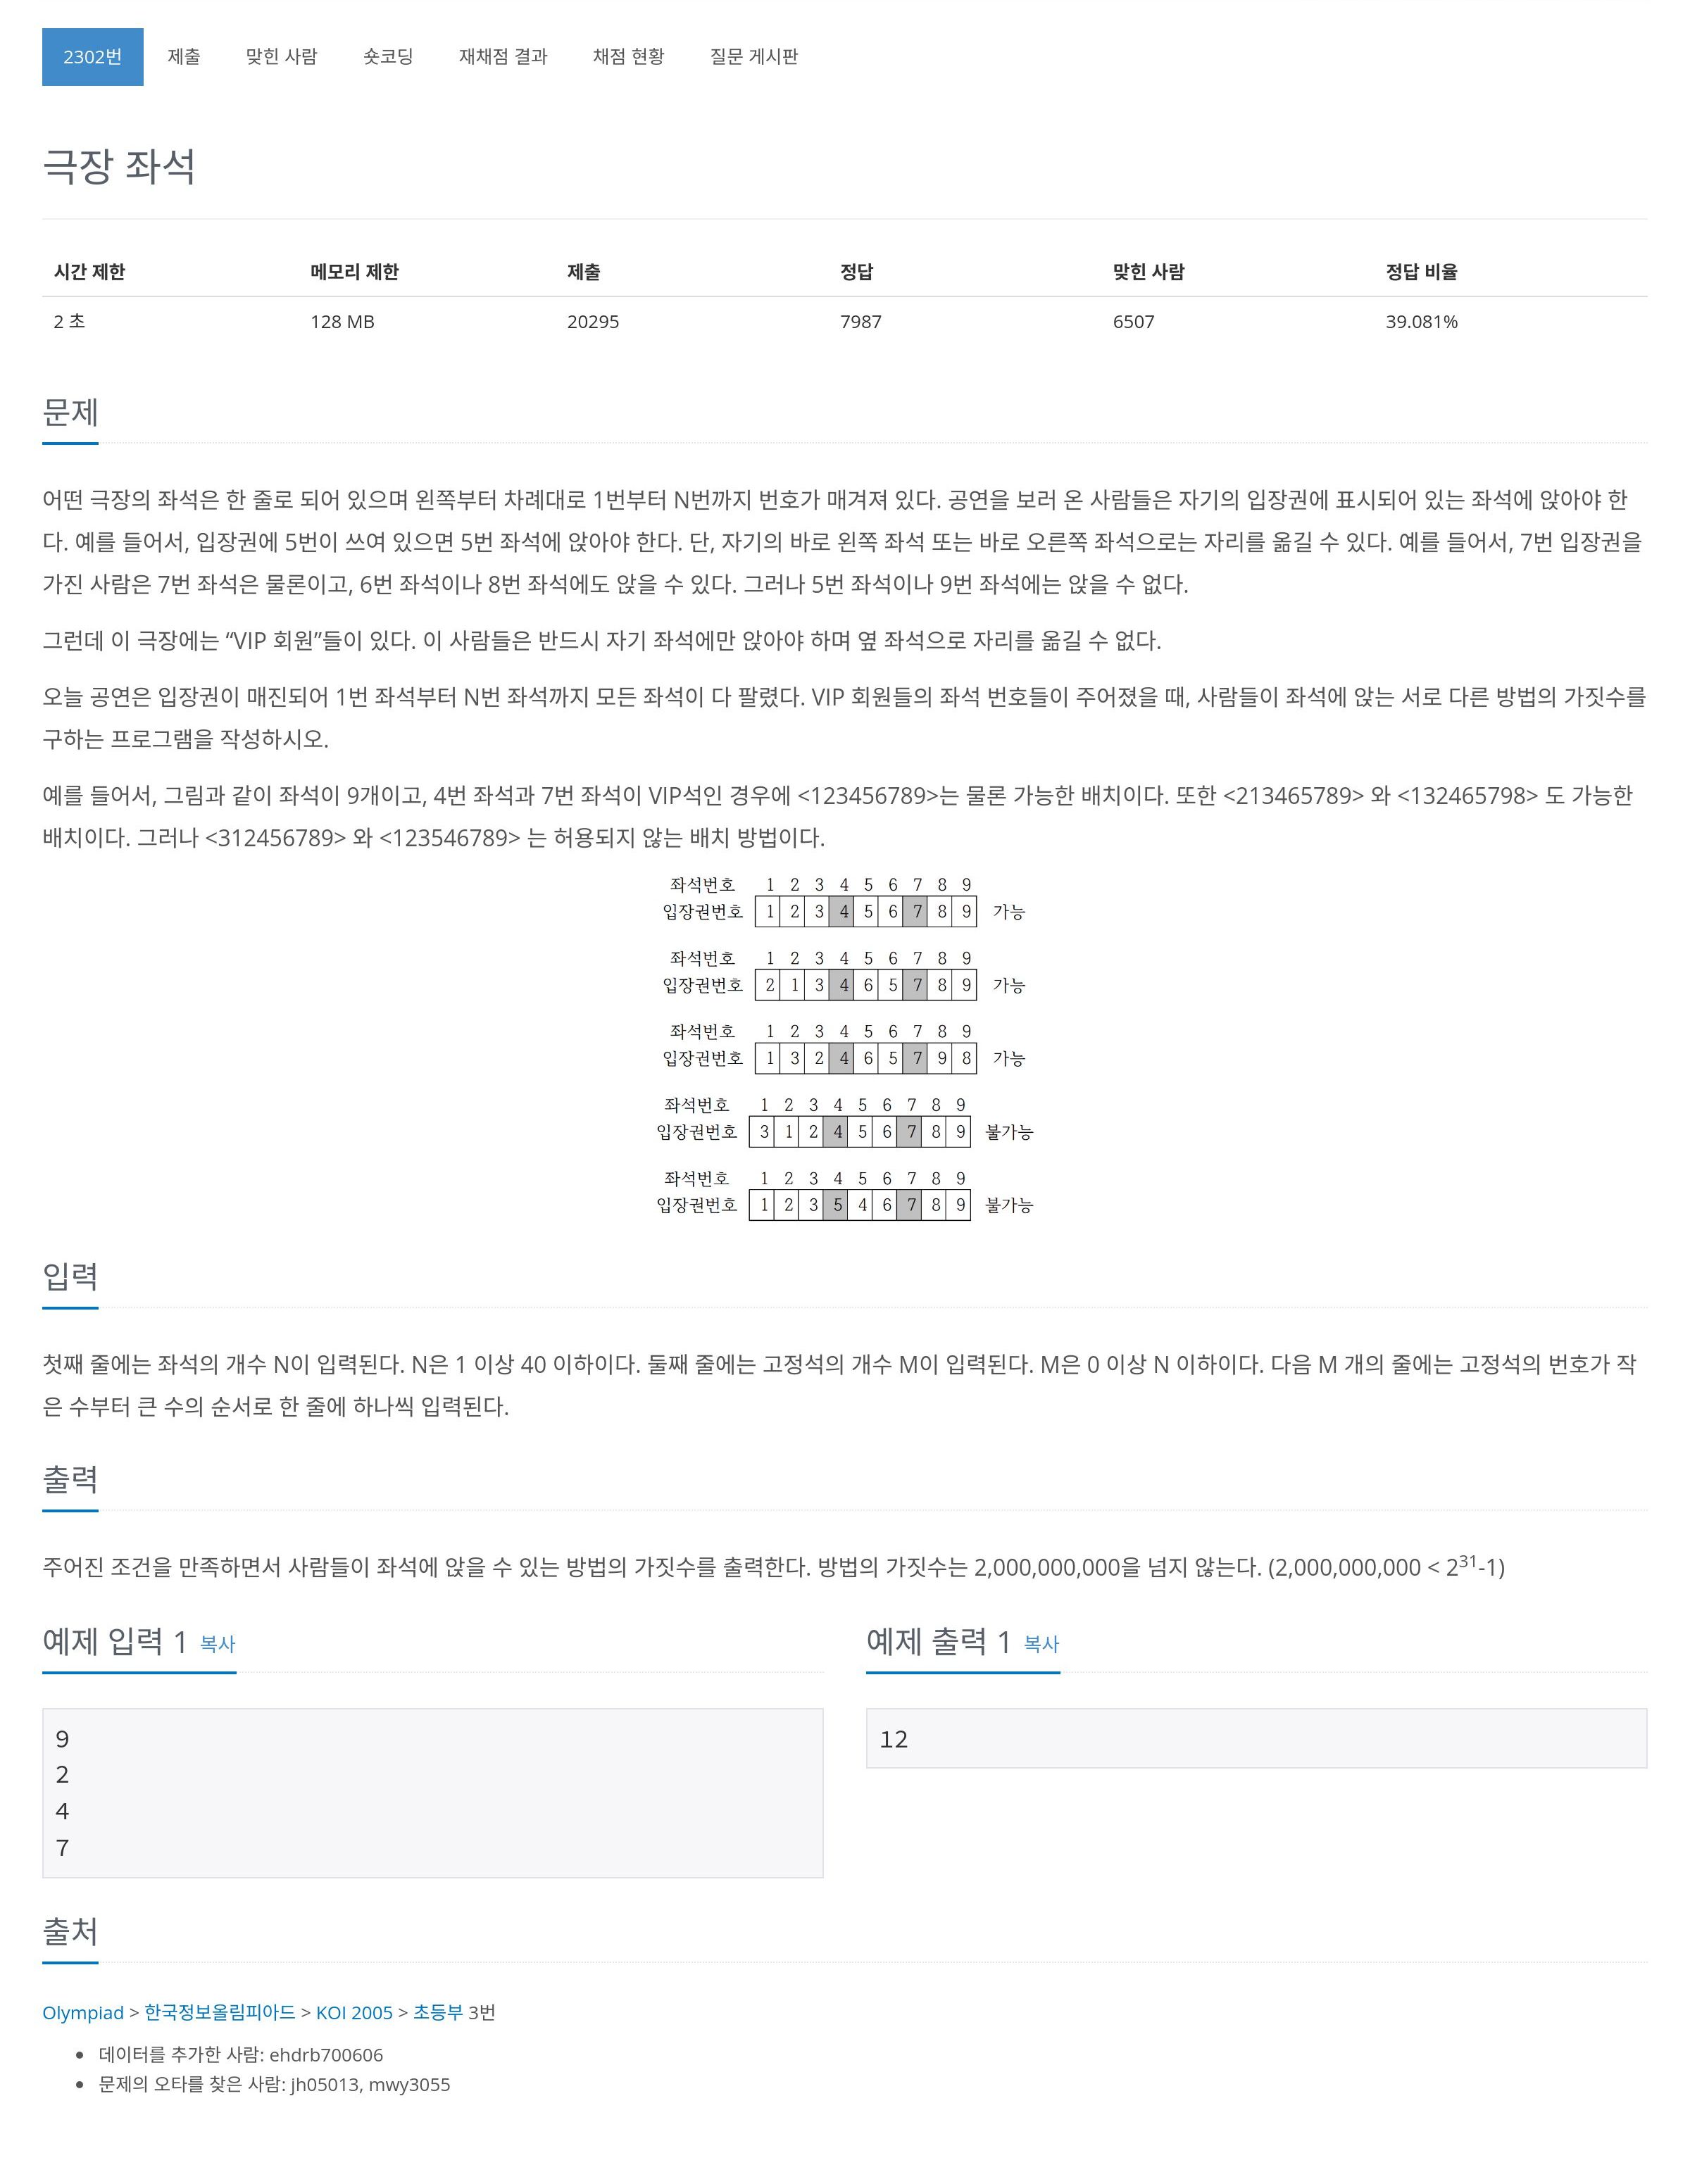 2302번 제출 맞힌 사람 숏코딩 재채점 결과 채점 현황 질문 게시판
극장 좌석
시간 제한 메모리 제한 제출 정답 맞힌 사람 정답 비율
2 초 128 MB 20295 7987 6507 39.081%
문제
어떤 극장의 좌석은 한 줄로 되어 있으며 왼쪽부터 차례대로 1번부터 N번까지 번호가 매겨져 있다. 공연을 보러 온 사람들은 자기의 입장권에 표시되어 있는 좌석에 앉아야 한
다. 예를 들어서, 입장권에 5번이 쓰여 있으면 5번 좌석에 앉아야 한다. 단, 자기의 바로 왼쪽 좌석 또는 바로 오른쪽 좌석으로는 자리를 옮길 수 있다. 예를 들어서, 7번 입장권을
가진 사람은 7번 좌석은 물론이고, 6번 좌석이나 8번 좌석에도 앉을 수 있다. 그러나 5번 좌석이나 9번 좌석에는 앉을 수 없다.
그런데 이 극장에는 “VIP 회원”들이 있다. 이 사람들은 반드시 자기 좌석에만 앉아야 하며 옆 좌석으로 자리를 옮길 수 없다.
오늘 공연은 입장권이 매진되어 1번 좌석부터 N번 좌석까지 모든 좌석이 다 팔렸다. VIP 회원들의 좌석 번호들이 주어졌을 때, 사람들이 좌석에 앉는 서로 다른 방법의 가짓수를
구하는 프로그램을 작성하시오.
예를 들어서, 그림과 같이 좌석이 9개이고, 4번 좌석과 7번 좌석이 VIP석인 경우에 <123456789>는 물론 가능한 배치이다. 또한 <213465789> 와 <132465798> 도 가능한
배치이다. 그러나 <312456789> 와 <123546789> 는 허용되지 않는 배치 방법이다.
좌석번호 1 2 3 4 5 6 7 8 9
입장권번호 1 2 3 4 5 6 7 8 9 가능
좌석번호 1 2 3 4 5 6 7 8 9
입장권번호 2 1 3 4 6 5 7 8 9 가능
좌석번호 1 2 3 4 5 6 7 8 9
입장권번호 1 3 2 4 6 5 7 9 8 가능
좌석번호 1 2 3 4 5 6 7 8 9
입장권번호 3 1 2 4 5 6 7 8 9 불가능
좌석번호 1 2 3 4 5 6 7 8 9
입장권번호 1 2 3 5 4 6 7 8 9 불가능
입력
첫째 줄에는 좌석의 개수 N이 입력된다. N은 1 이상 40 이하이다. 둘째 줄에는 고정석의 개수 M이 입력된다. M은 0 이상 N 이하이다. 다음 M 개의 줄에는 고정석의 번호가 작
은 수부터 큰 수의 순서로 한 줄에 하나씩 입력된다.
출력
주어진 조건을 만족하면서 사람들이 좌석에 앉을 수 있는 방법의 가짓수를 출력한다. 방법의 가짓수는 2,000,000,000을 넘지 않는다. (2,000,000,000 < 2^31-1)
예제 입력 1 복사
9
2
4
7
예제 출력 1 복사
12
출처
Olympiad > 한국정보올림피아드 > KOI 2005 > 초등부 3번
• 데이터를 추가한 사람: ehdrb700606
• 문제의 오타를 찾은 사람: jh05013, mwy3055